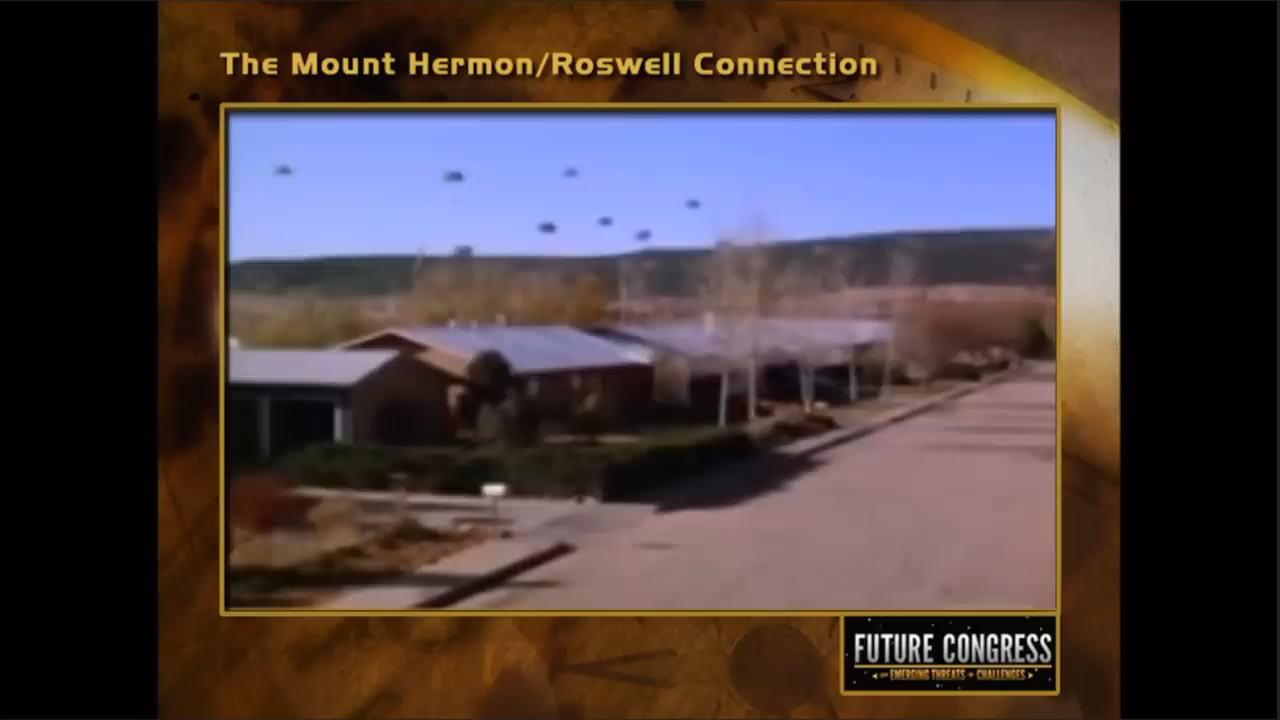 The Mount Hermon/Roswell Connection
FUTURE CONGRESS
EMERGING THREATS + CHALLENGES